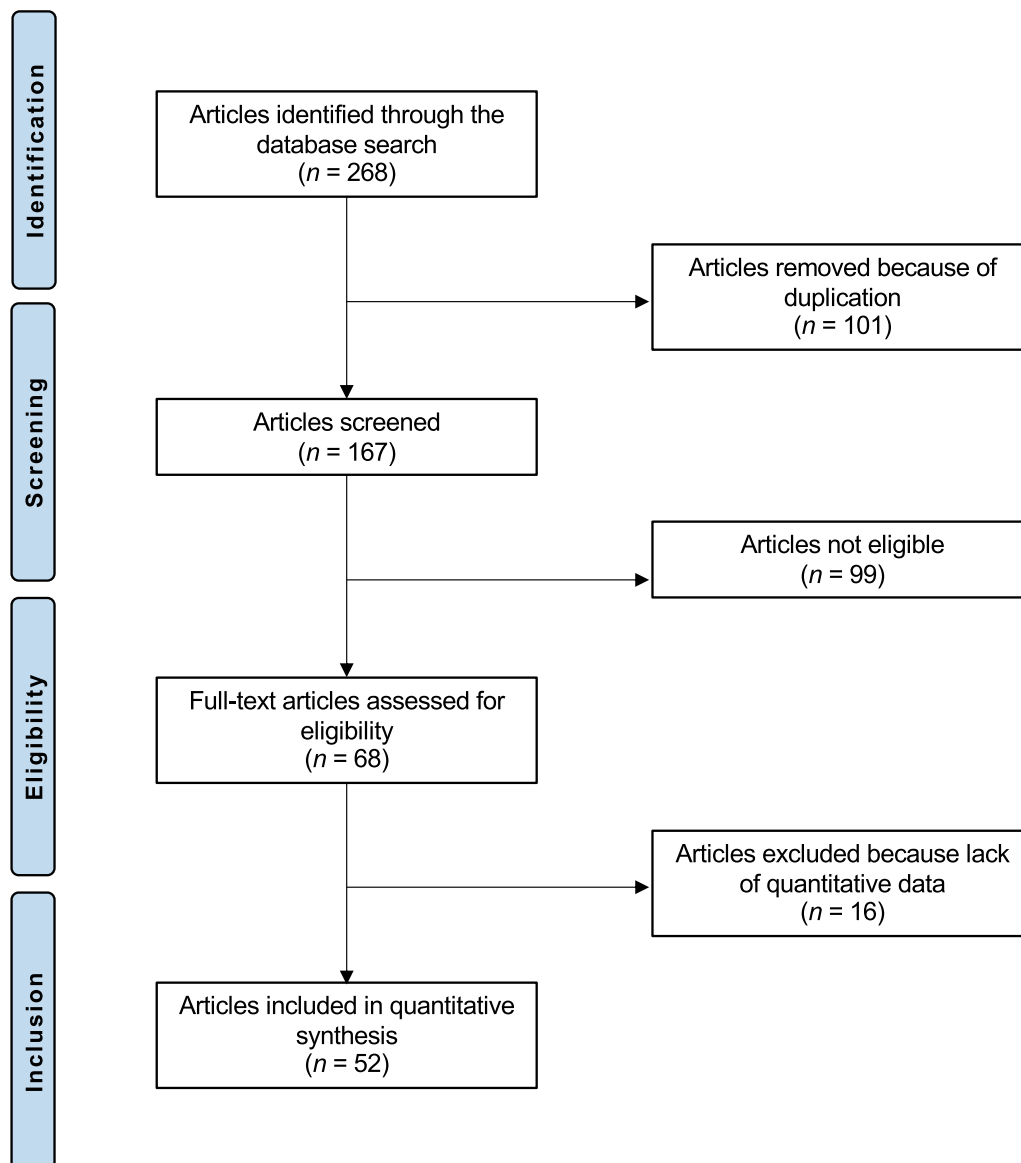 Identification
Articles identified through the
database search
(n = 268)
Articles removed because of
duplication
(n = 101)
Screening
Articles screened
(n = 167)
Articles not eligible
(n = 99)
Eligibility
Full-text articles assessed for
eligibility
(n = 68)
Articles excluded because lack
of quantitative data
(n = 16)
Inclusion
Articles included in quantitative
synthesis
(n = 52)